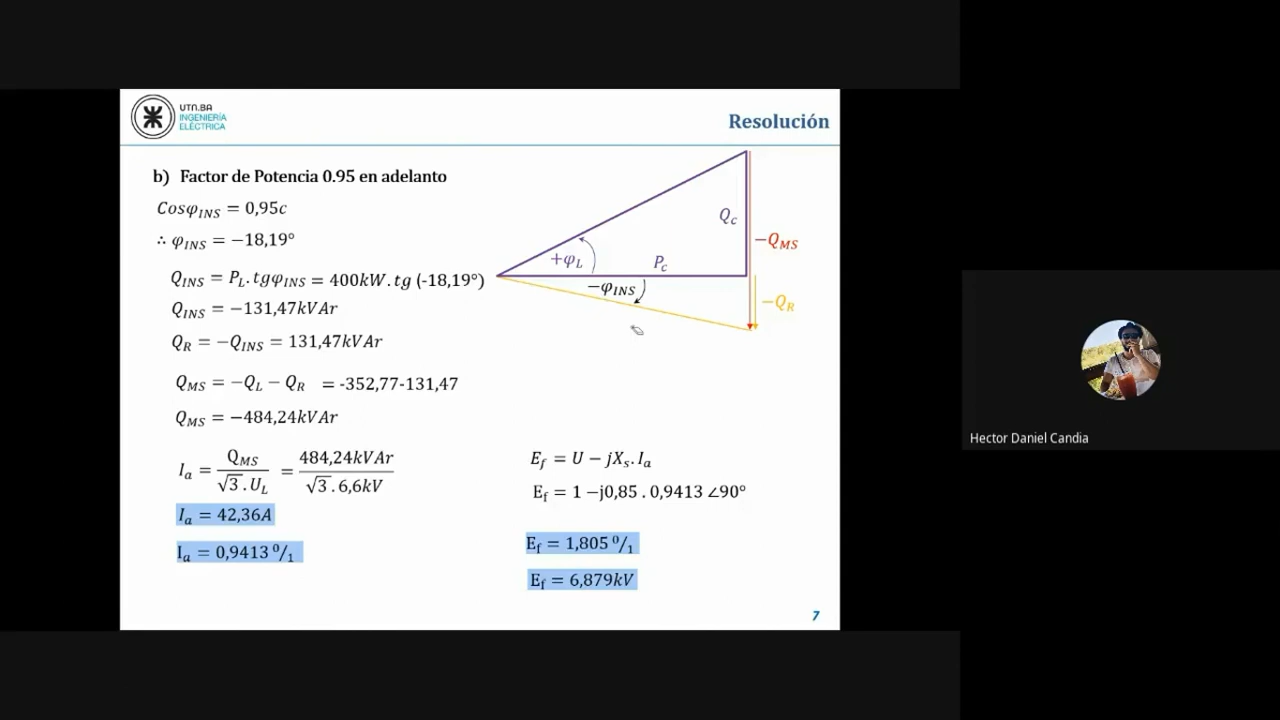 UTN.BA
INGENIERÍA
ELÉCTRICA
Resolución
b) Factor de Potencia 0.95 en adelanto
Cosφ_INS = 0,95c
∴ φ_INS = −18,19°
Q_INS = P_L.tgφ_INS = 400kW.tg (-18,19°)
Q_INS = −131,47kVAr
Q_R = −Q_INS = 131,47kVAr
Q_MS = −Q_L − Q_R = -352,77-131,47
Q_MS = −484,24kVAr
I_a = Q_MS / √3.U_L = 484,24kVAr / √3.6,6kV
I_a = 42,36A
I_a = 0,9413 º/₁
+φ_L
P_c
Q_c
−Q_MS
−φ_INS
−Q_R
E_f = U − jX_s.I_a
E_f = 1 −j0,85 . 0,9413 ∠90°
E_f = 1,805 º/₁
E_f = 6,879kV
7
Hector Daniel Candia